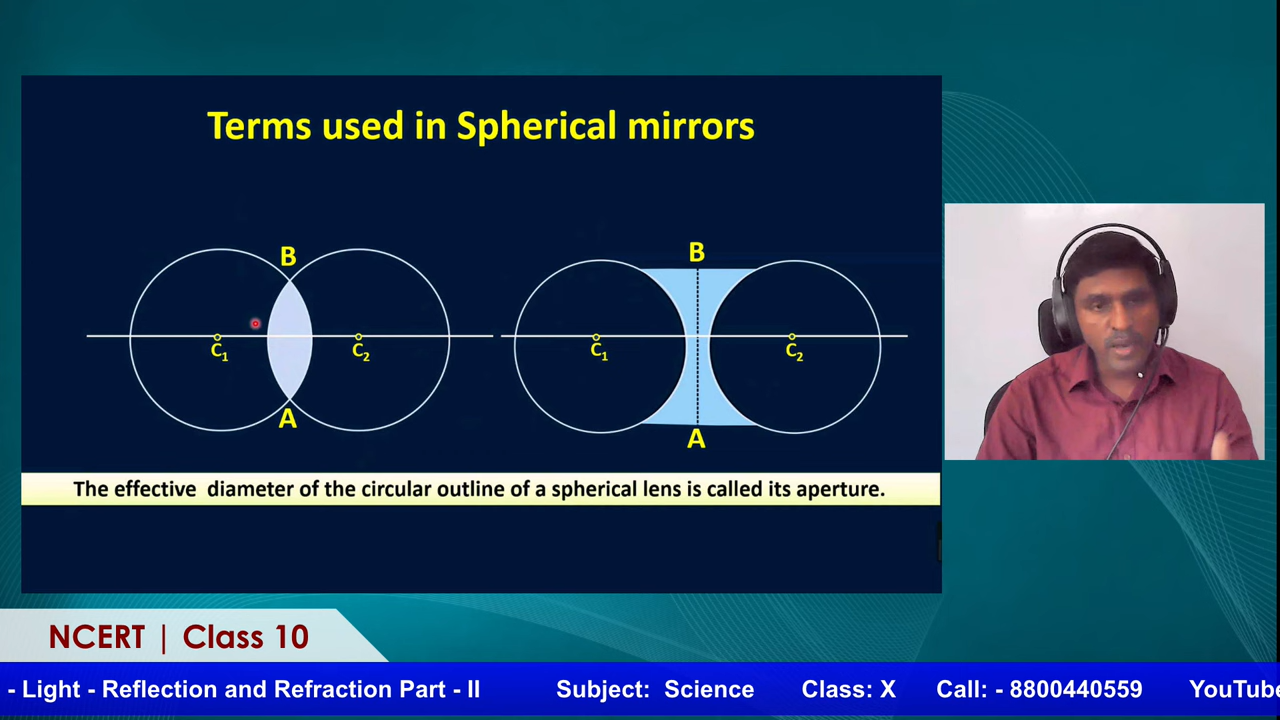 Terms used in Spherical mirrors
B
B
C1
C2
C1
C2
A
A
The effective diameter of the circular outline of a spherical lens is called its aperture.
NCERT | Class 10
- Light - Reflection and Refraction Part - II Subject: Science Class: X Call: - 8800440559 YouTube